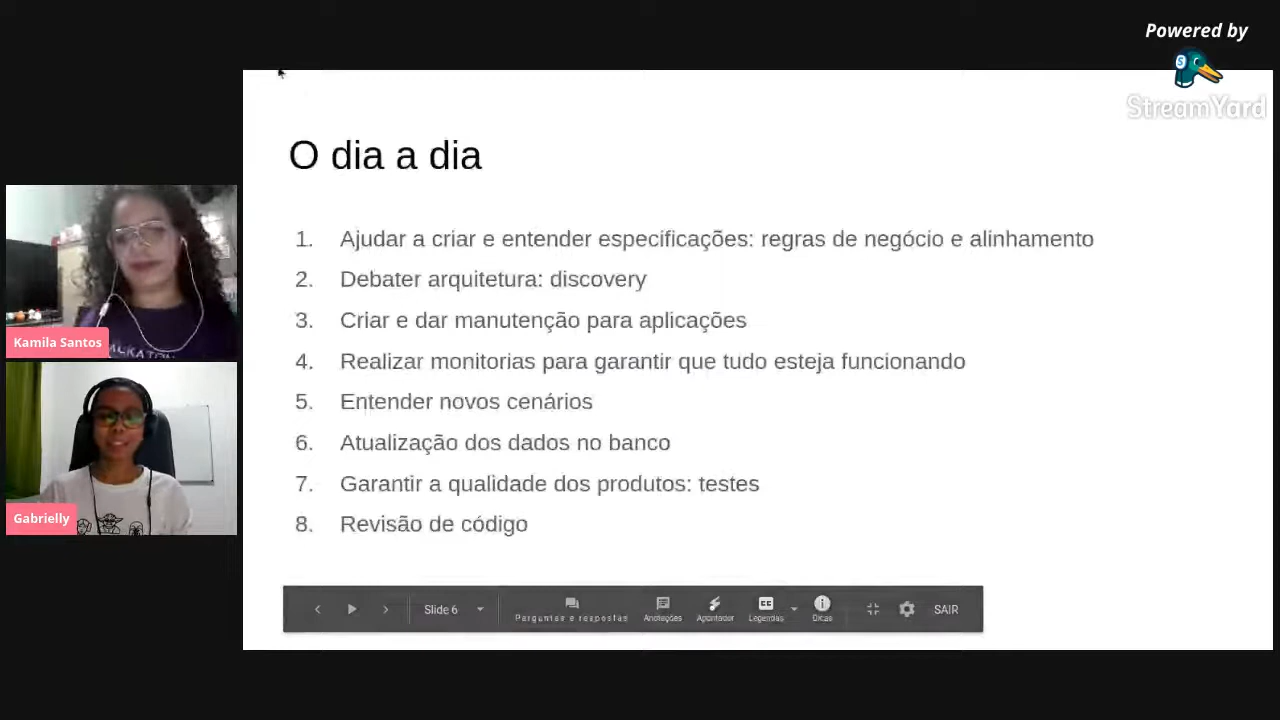 Powered by
StreamYard
O dia a dia
1. Ajudar a criar e entender especificações: regras de negócio e alinhamento
2. Debater arquitetura: discovery
3. Criar e dar manutenção para aplicações
4. Realizar monitorias para garantir que tudo esteja funcionando
5. Entender novos cenários
6. Atualização dos dados no banco
7. Garantir a qualidade dos produtos: testes
8. Revisão de código
Kamila Santos
Gabrielly
Slide 6
Perguntas e respostas
Anotações
Apontador
Legendas
Dicas
SAIR